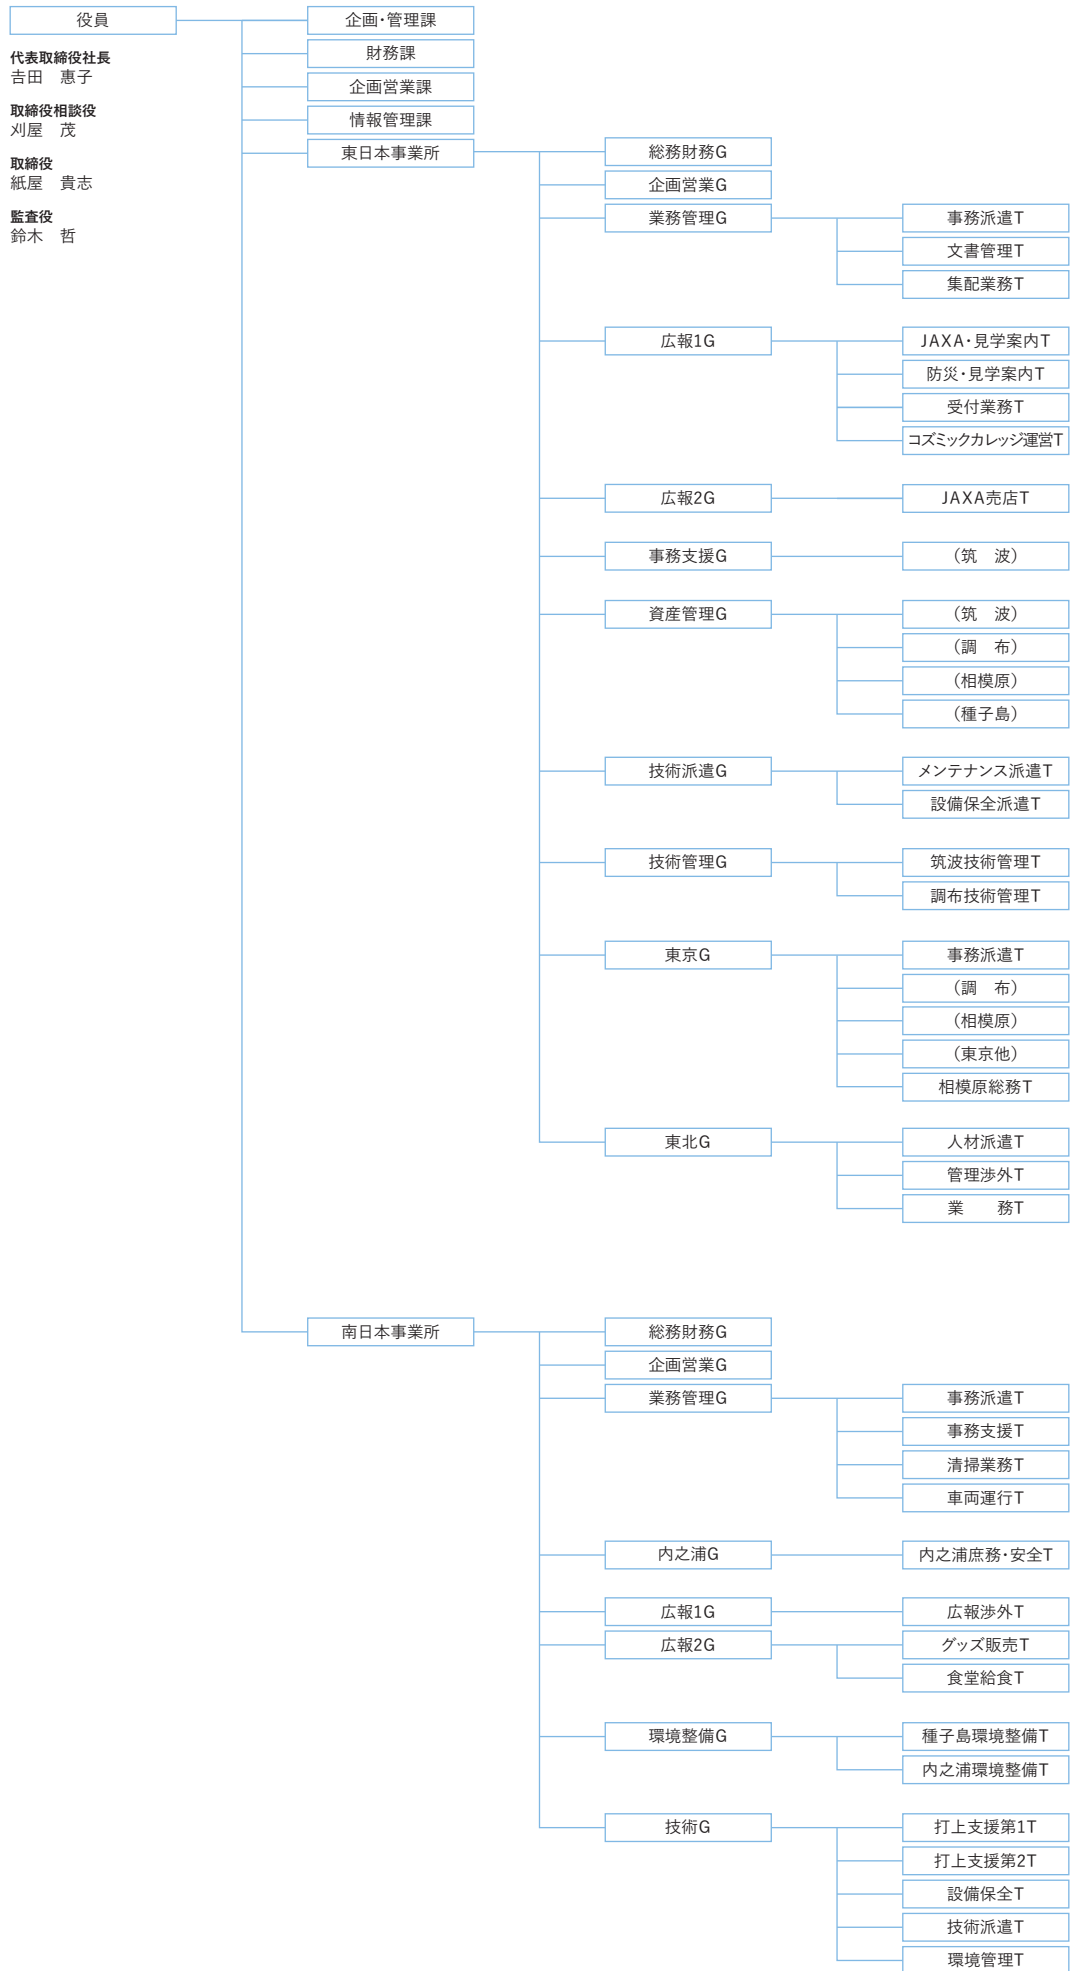 役員
代表取締役社長
𠮷田　惠子
取締役相談役
刈屋　茂
取締役
紙屋　貴志
監査役
鈴木　哲
企画・管理課
財務課
企画営業課
情報管理課
東日本事業所
総務財務G
企画営業G
業務管理G
事務派遣T
文書管理T
集配業務T
広報1G
JAXA・見学案内T
防災・見学案内T
受付業務T
コズミックカレッジ運営T
広報2G
JAXA売店T
事務支援G
（筑　波）
資産管理G
（筑　波）
（調　布）
（相模原）
（種子島）
技術派遣G
メンテナンス派遣T
設備保全派遣T
技術管理G
筑波技術管理T
調布技術管理T
東京G
事務派遣T
（調　布）
（相模原）
（東京他）
相模原総務T
東北G
人材派遣T
管理渉外T
業　　務T
南日本事業所
総務財務G
企画営業G
業務管理G
事務派遣T
事務支援T
清掃業務T
車両運行T
内之浦G
内之浦庶務・安全T
広報1G
広報渉外T
広報2G
グッズ販売T
食堂給食T
環境整備G
種子島環境整備T
内之浦環境整備T
技術G
打上支援第1T
打上支援第2T
設備保全T
技術派遣T
環境管理T